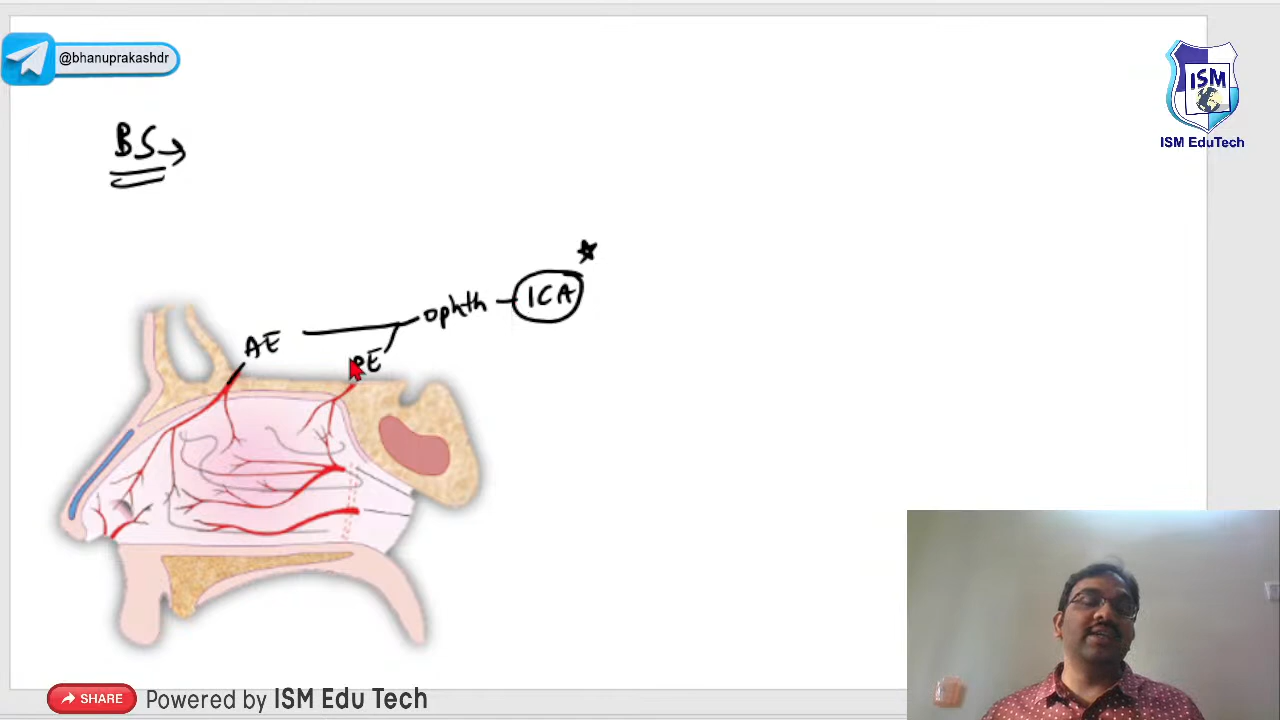 @bhanuprakashdr
ISM
ISM EduTech
BS→
ophth - ICA
AE
PE
SHARE
Powered by ISM Edu Tech